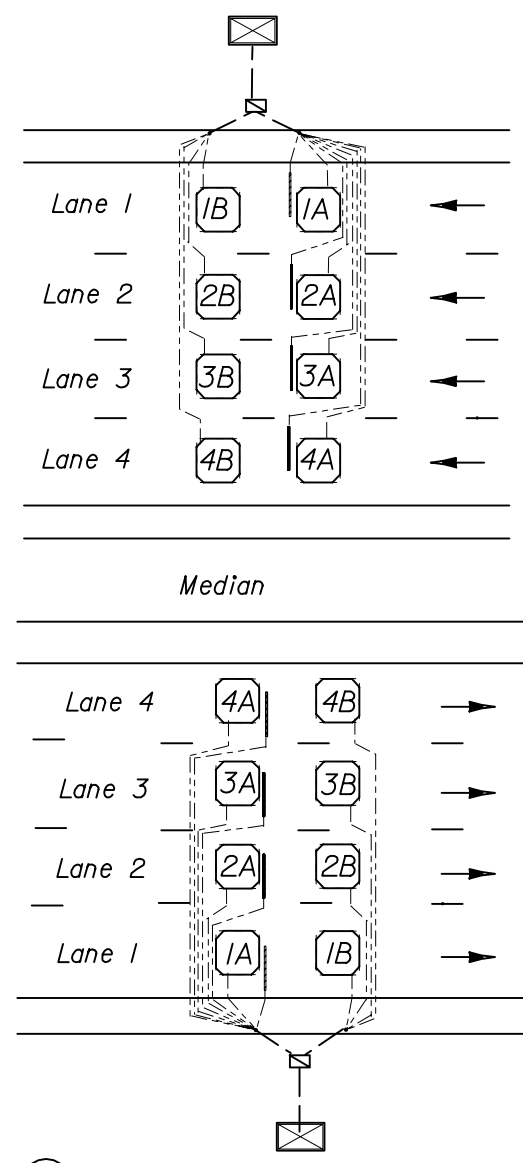 Lane 1 1B 1A
Lane 2 2B 2A
Lane 3 3B 3A
Lane 4 4B 4A
Median
Lane 4 4A 4B
Lane 3 3A 3B
Lane 2 2A 2B
Lane 1 1A 1B